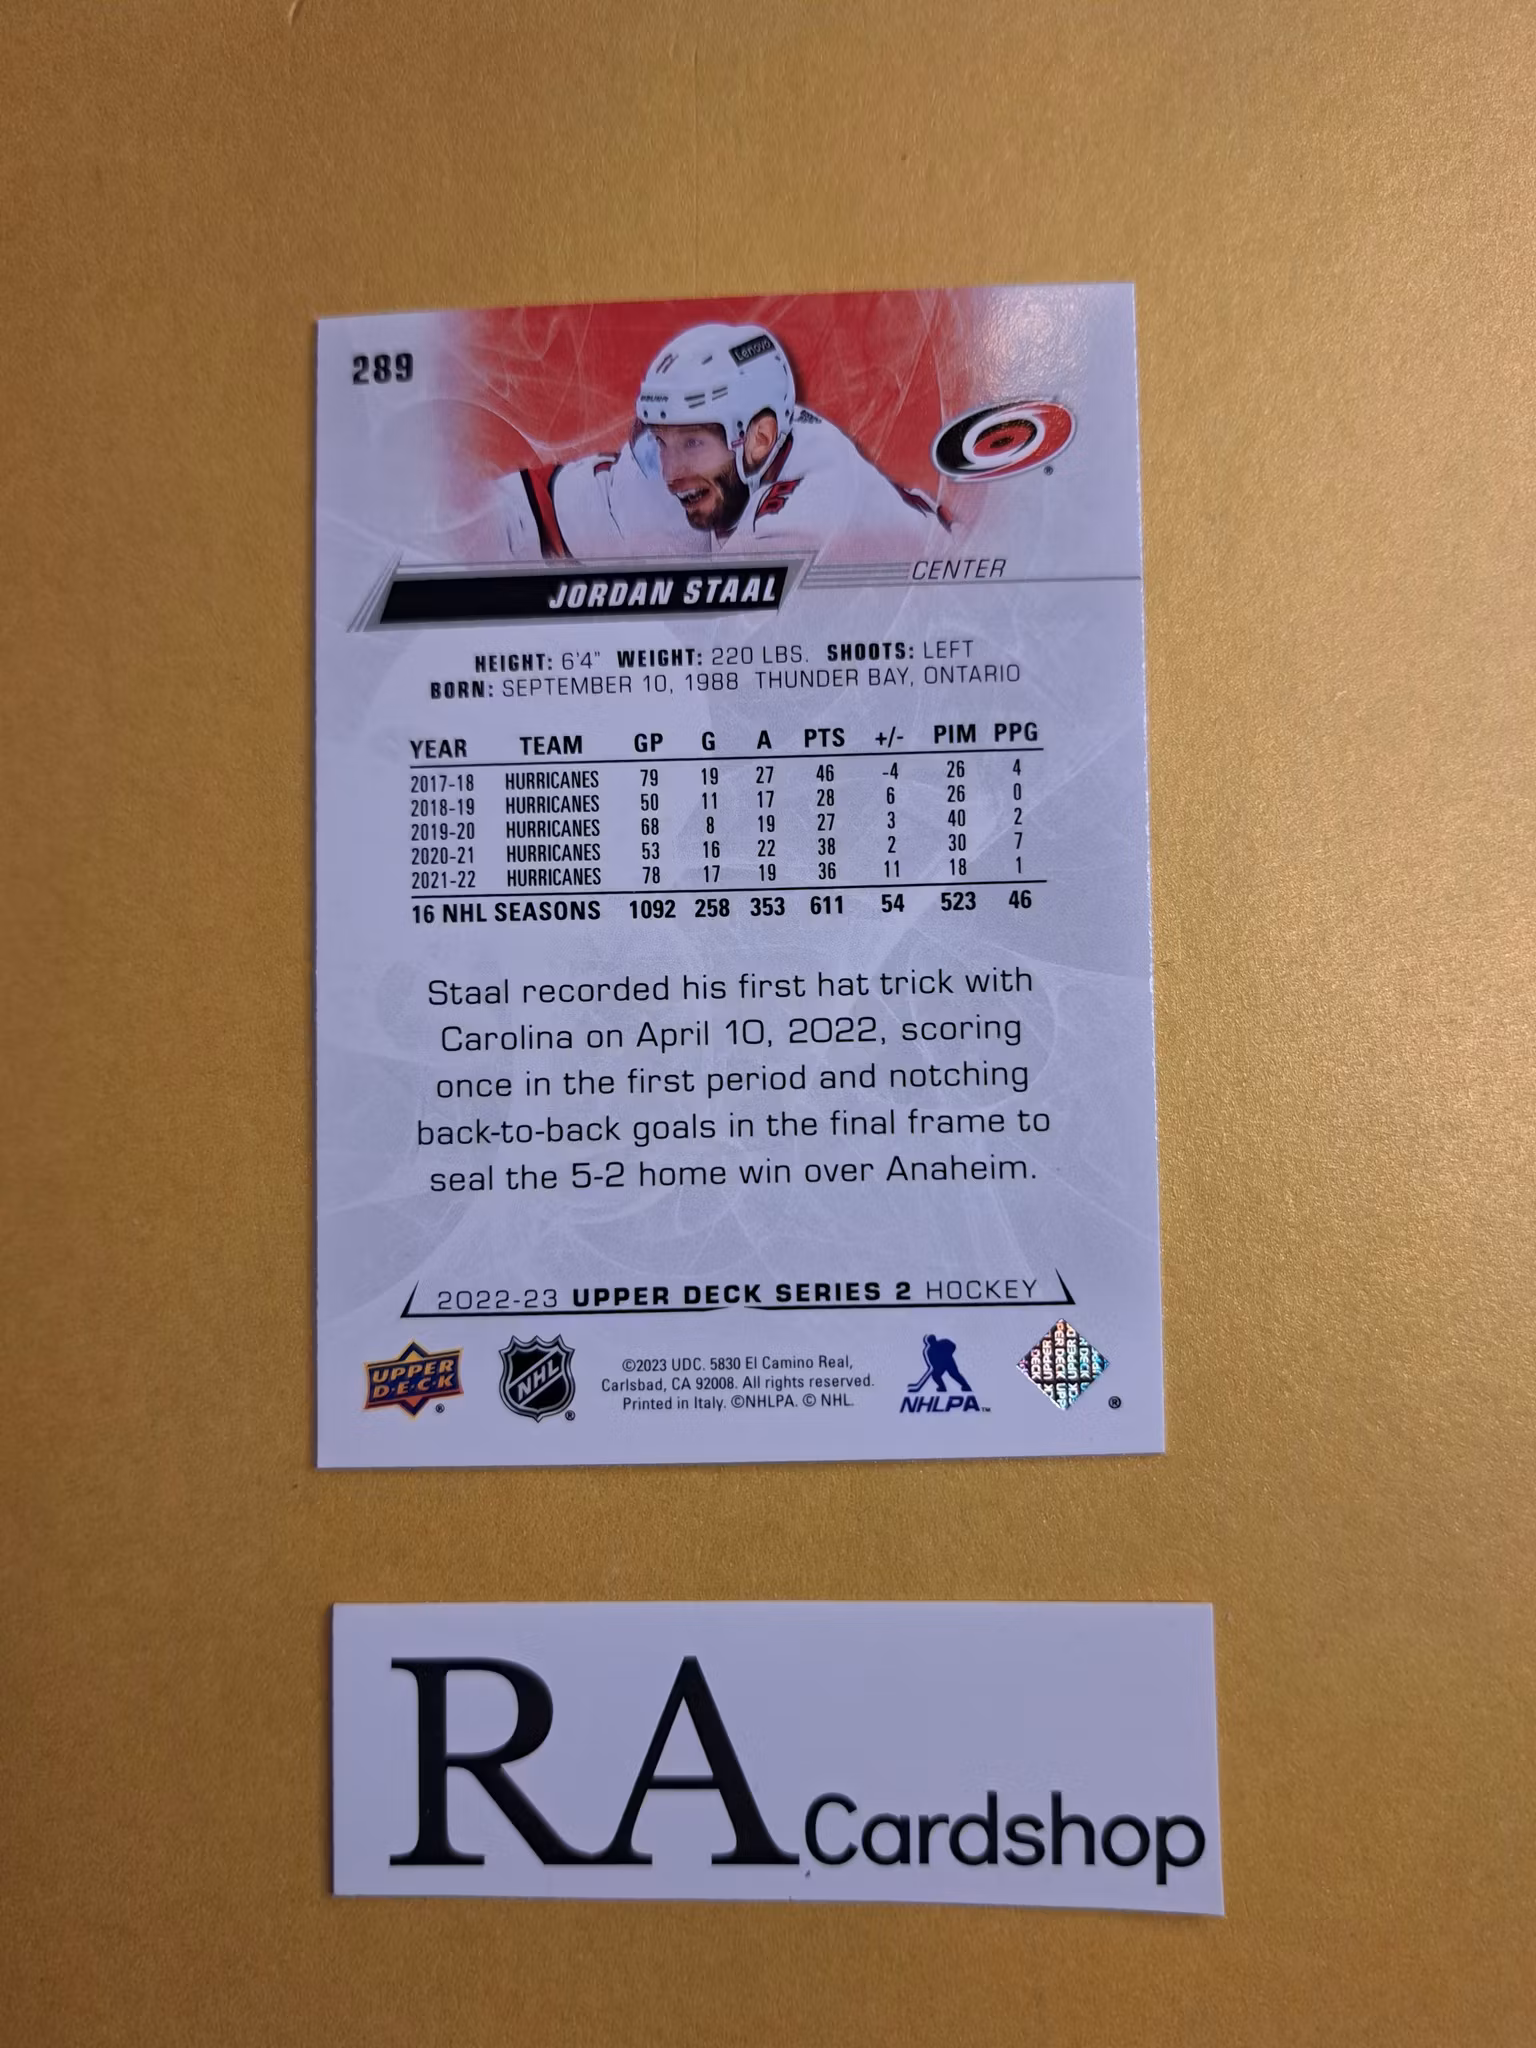 289
Lenovo
JORDAN STAAL
CENTER
HEIGHT: 6'4" WEIGHT: 220 LBS. SHOOTS: LEFT
BORN: SEPTEMBER 10, 1988 THUNDER BAY, ONTARIO
YEAR TEAM GP G A PTS +/- PIM PPG
2017-18 HURRICANES 79 19 27 46 -4 26 4
2018-19 HURRICANES 50 11 17 28 6 26 0
2019-20 HURRICANES 68 8 19 27 3 40 2
2020-21 HURRICANES 53 16 22 38 2 30 7
2021-22 HURRICANES 78 17 19 36 11 18 1
16 NHL SEASONS 1092 258 353 611 54 523 46
Staal recorded his first hat trick with
Carolina on April 10, 2022, scoring
once in the first period and notching
back-to-back goals in the final frame to
seal the 5-2 home win over Anaheim.
2022-23 UPPER DECK SERIES 2 HOCKEY
UPPER
D·E·C·K ®
NHL ®
©2023 UDC. 5830 El Camino Real,
Carlsbad, CA 92008. All rights reserved.
Printed in Italy. ©NHLPA. © NHL.
NHLPA™
UPPER DECK
®
RA Cardshop